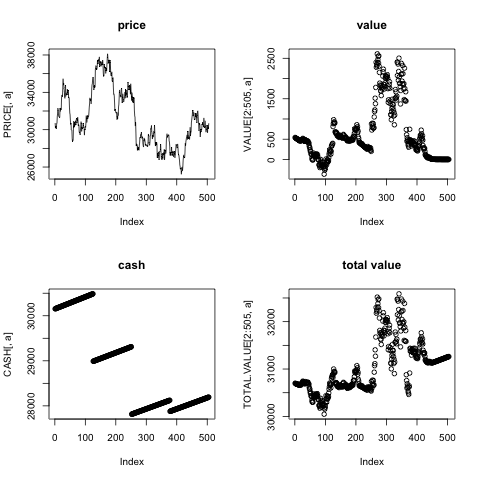 price
PRICE[, a]
26000 30000 34000 38000
0 100 200 300 400 500
Index
value
VALUE[2:505, a]
0 500 1500 2500
0 100 200 300 400 500
Index
cash
CASH[, a]
28000 29000 30000
0 100 200 300 400 500
Index
total value
TOTAL.VALUE[2:505, a]
30000 31000 32000
0 100 200 300 400 500
Index